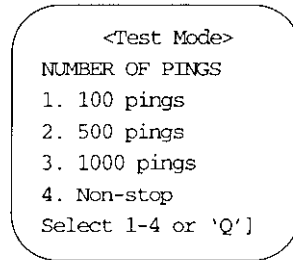 <Test Mode>
NUMBER OF PINGS
1. 100 pings
2. 500 pings
3. 1000 pings
4. Non-stop
Select 1-4 or ‘Q’]